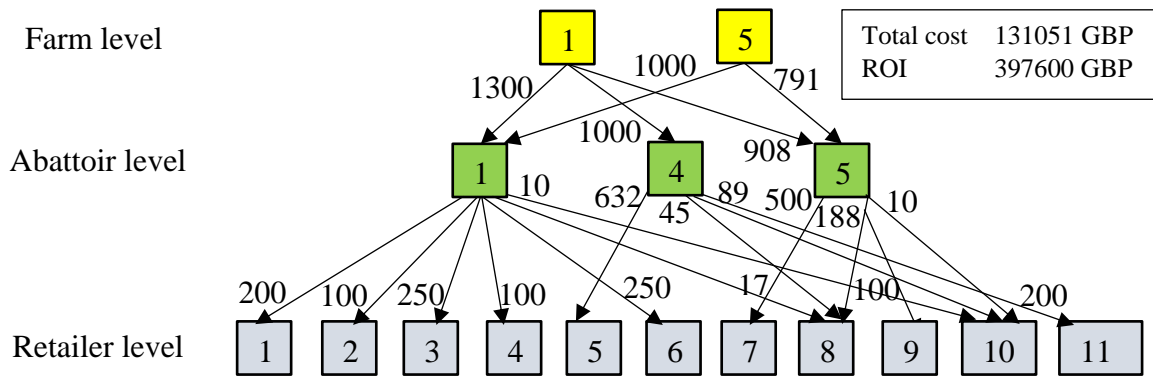 Farm level 1 5 Total cost 131051 GBP
ROI 397600 GBP
1300 1000 791
1000 908
Abattoir level 1 4 5
10 632 45 89 500 188 10
200 100 250 100 250 17 100 200
Retailer level 1 2 3 4 5 6 7 8 9 10 11